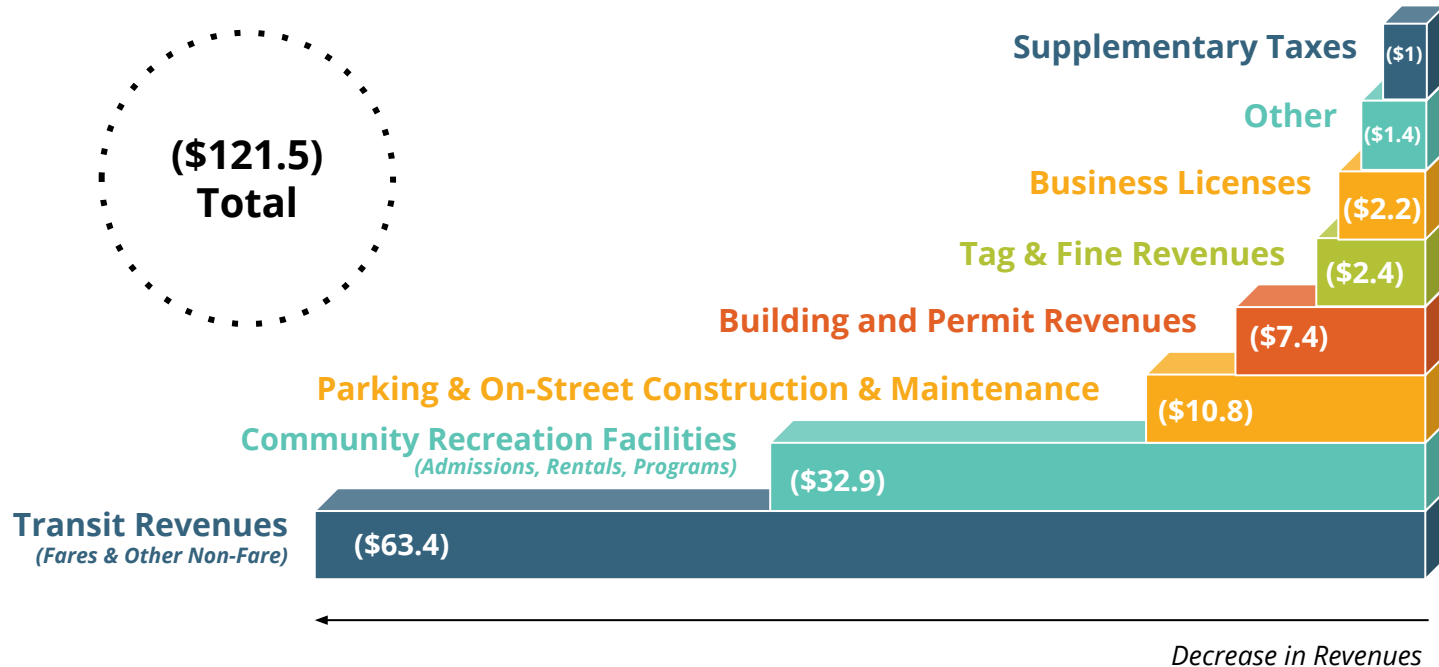 ($121.5)
Total
Supplementary Taxes
($1)
Other
($1.4)
Business Licenses
($2.2)
Tag & Fine Revenues
($2.4)
Building and Permit Revenues
($7.4)
Parking & On-Street Construction & Maintenance
($10.8)
Community Recreation Facilities
(Admissions, Rentals, Programs)
($32.9)
Transit Revenues
(Fares & Other Non-Fare)
($63.4)
Decrease in Revenues